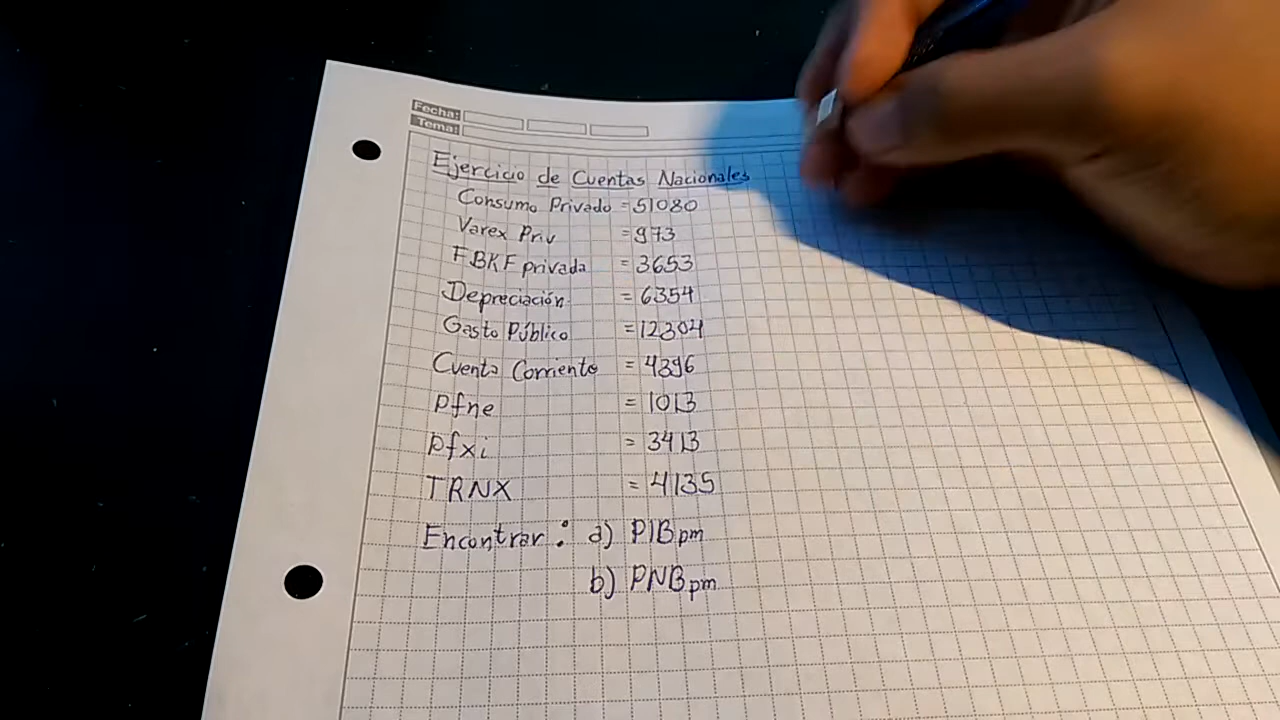 Fecha:
Tema:
Ejercicio de Cuentas Nacionales
Consumo Privado = 51080
Varex Priv = 973
FBKF privada = 3653
Depreciación = 6354
Gasto Público = 12304
Cuenta Corriente = 4396
Pfne = 1013
Pfxi = 3413
TRNX = 4135
Encontrar : a) PIBpm
b) PNBpm